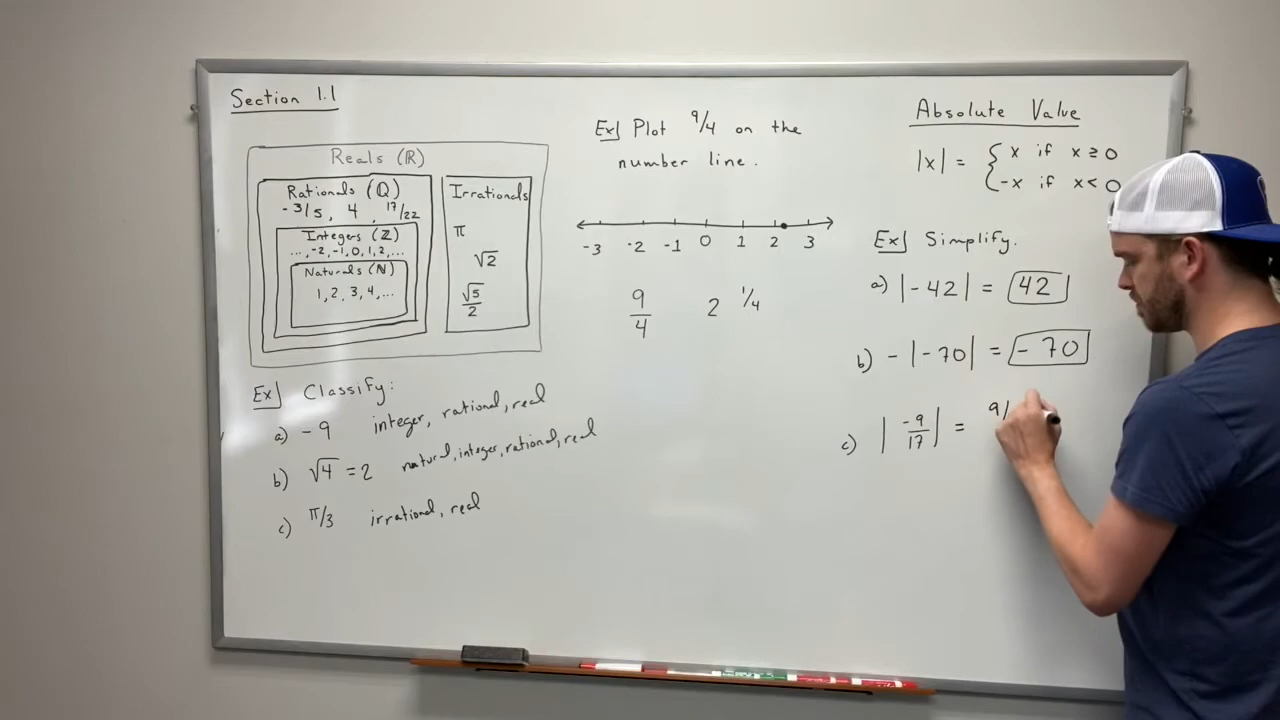 Section 1.1
Reals (ℝ)
Rationals (ℚ)
-3/5, 4, 17/22
Integers (ℤ)
..., -2, -1, 0, 1, 2, ...
Naturals (ℕ)
1, 2, 3, 4, ...
Irrationals
π
√2
√5/2
Ex] Classify:
a) -9 integer, rational, real
b) √4 = 2 natural, integer, rational, real
c) π/3 irrational, real
Ex] Plot 9/4 on the
number line.
-3 -2 -1 0 1 2 3
9/4 2 1/4
Absolute Value
|x| = { x if x ≥ 0
-x if x < 0
Ex] Simplify.
a) |-42| = 42
b) -|-70| = -70
c) |-9/17| = 9/